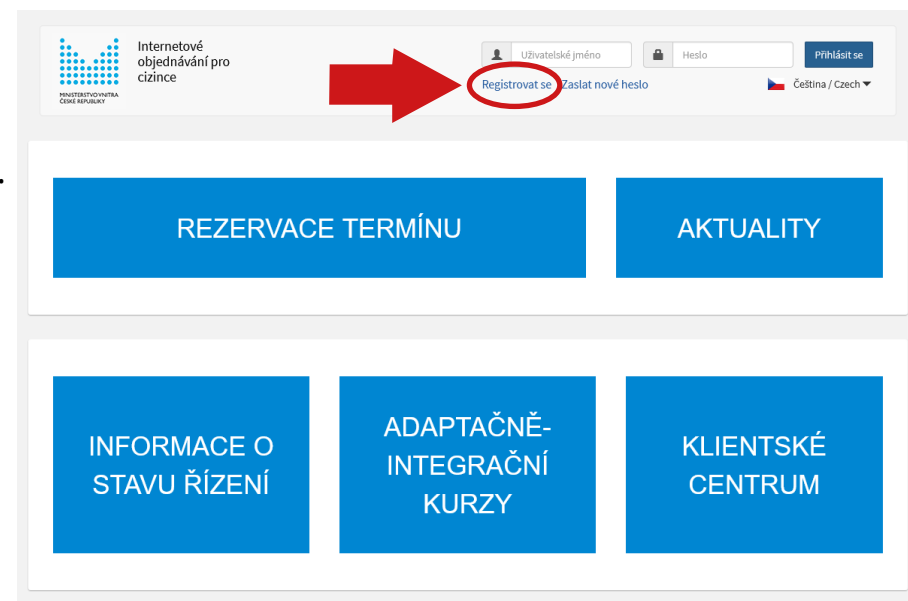 Internetové
objednávání pro
cizince
MINISTERSTVO VNITRA
ČESKÉ REPUBLIKY
Uživatelské jméno
Heslo
Přihlásit se
Registrovat se
Zaslat nové heslo
Čeština / Czech
REZERVACE TERMÍNU
AKTUALITY
INFORMACE O
STAVU ŘÍZENÍ
ADAPTAČNĚ-
INTEGRAČNÍ
KURZY
KLIENTSKÉ
CENTRUM